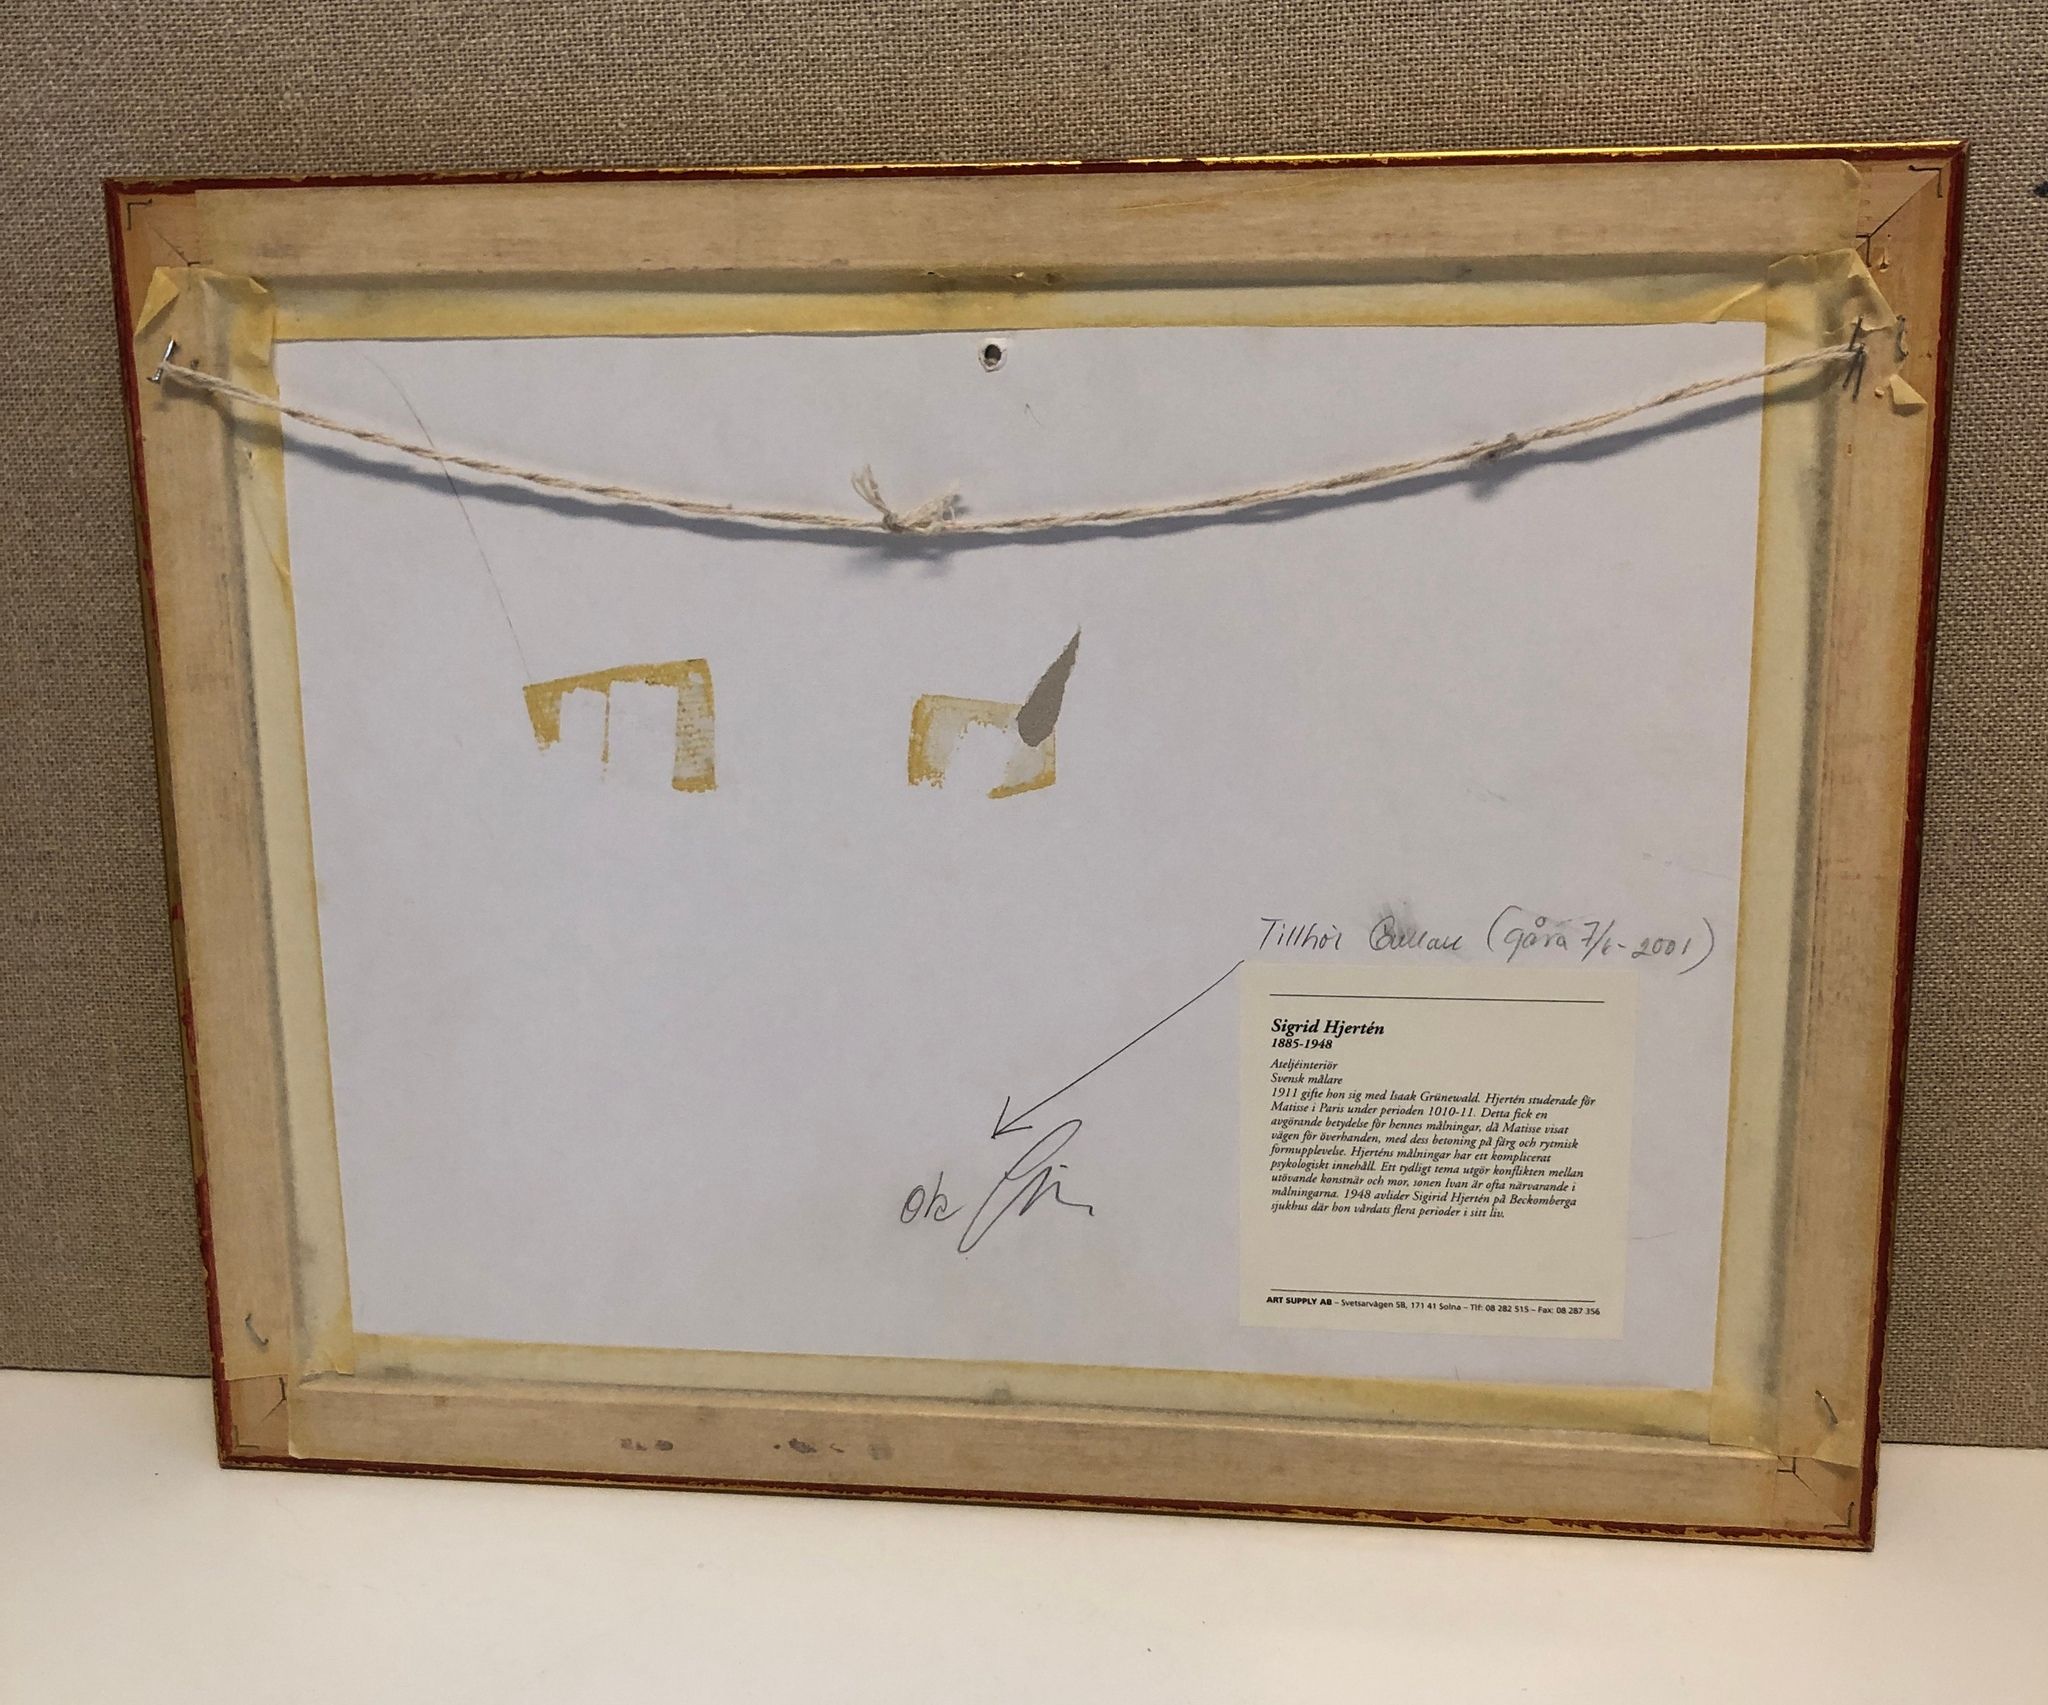 Tillhör (gåva 7/6-2001)
Sigrid Hjertén
1885-1948
Ateljéinteriör
Svensk målare
1911 gifte hon sig med Isaak Grünewald. Hjertén studerade för
Matisse i Paris under perioden 1010-11. Detta fick en
avgörande betydelse för hennes målningar, då Matisse visat
vägen för överhanden, med dess betoning på färg och rytmisk
formupplevelse. Hjerténs målningar har ett komplicerat
psykologiskt innehåll. Ett tydligt tema utgör konflikten mellan
utövande konstnär och mor, sonen Ivan är ofta närvarande i
målningarna. 1948 avlider Sigirid Hjertén på Beckomberga
sjukhus där hon vårdats flera perioder i sitt liv.
ok
ART SUPPLY AB – Svetsarvägen 5B, 171 41 Solna – Tlf: 08 282 515 – Fax: 08 287 356